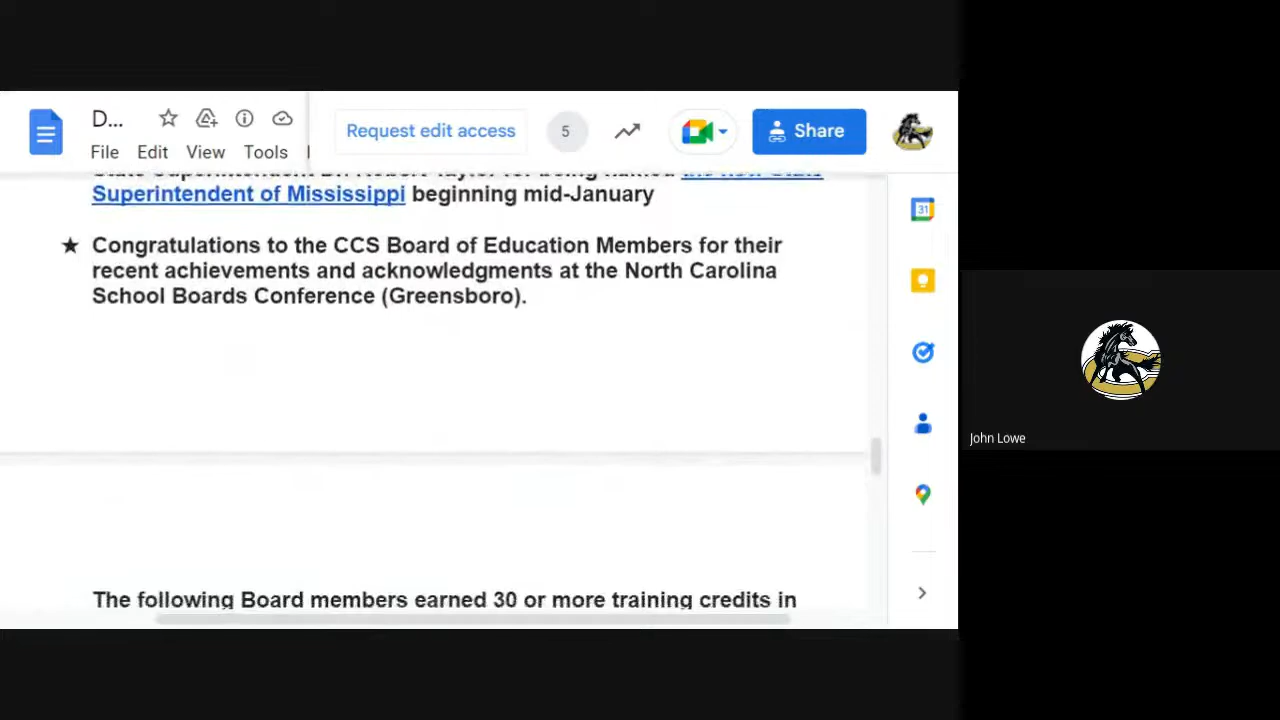 D...
Request edit access
5
Share
File Edit View Tools
Superintendent of Mississippi beginning mid-January
★ Congratulations to the CCS Board of Education Members for their
recent achievements and acknowledgments at the North Carolina
School Boards Conference (Greensboro).
The following Board members earned 30 or more training credits in
31
John Lowe